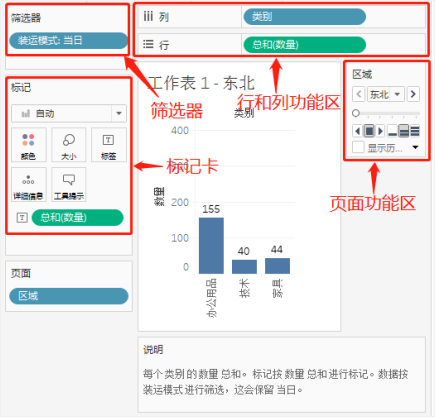 筛选器
装运模式: 当日
列
类别
行
总和(数量)
标记
自动
颜色
大小
标签
详细信息
工具提示
总和(数量)
页面
区域
筛选器
标记卡
行和列功能区
页面功能区
工作表 1 - 东北
类别
数量
400
300
200
100
0
155
40
44
办公用品
技术
家具
区域
东北
显示历...
说明
每个 类别 的 数量 总和。 标记按 数量 总和 进行标记。数据按
装运模式 进行筛选，这会保留 当日。